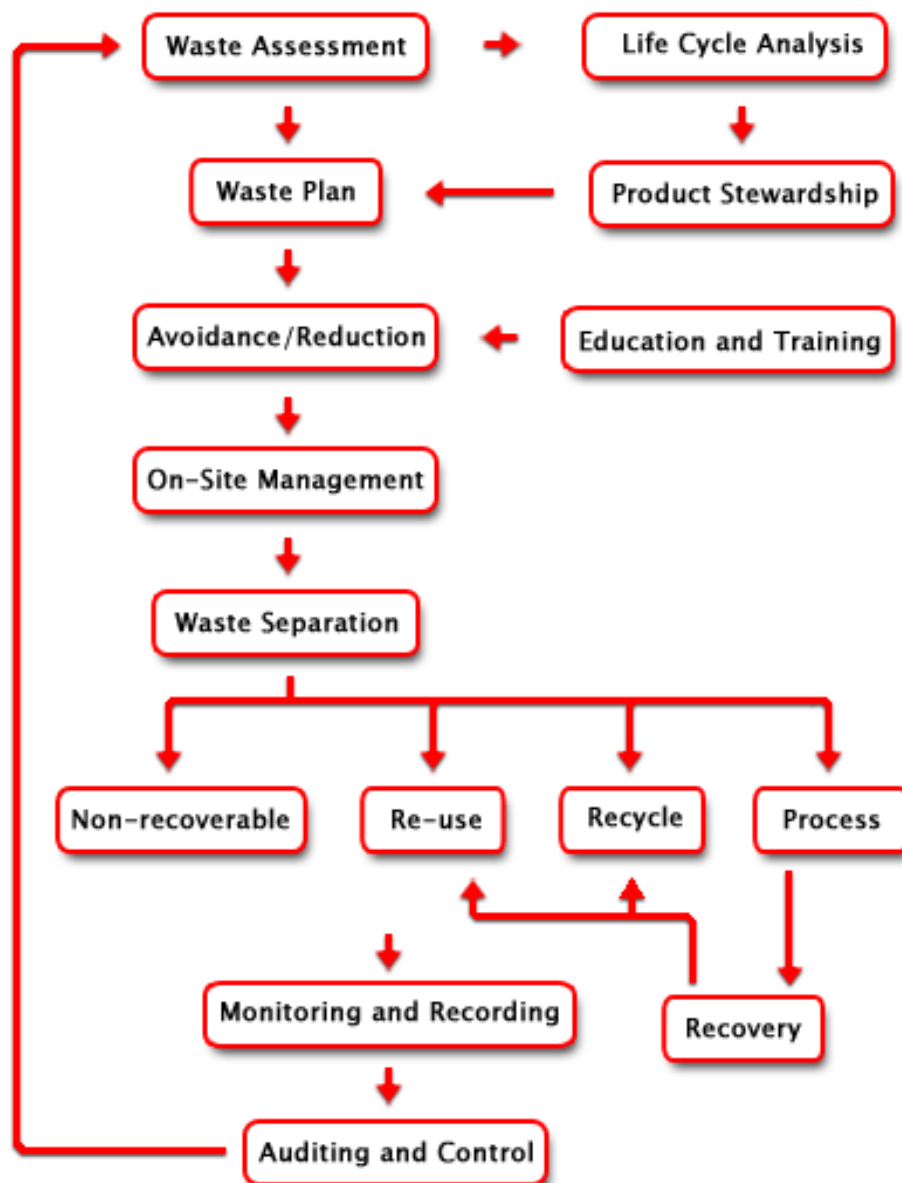 Waste Assessment
Life Cycle Analysis
Waste Plan
Product Stewardship
Avoidance/Reduction
Education and Training
On-Site Management
Waste Separation
Non-recoverable
Re-use
Recycle
Process
Monitoring and Recording
Recovery
Auditing and Control